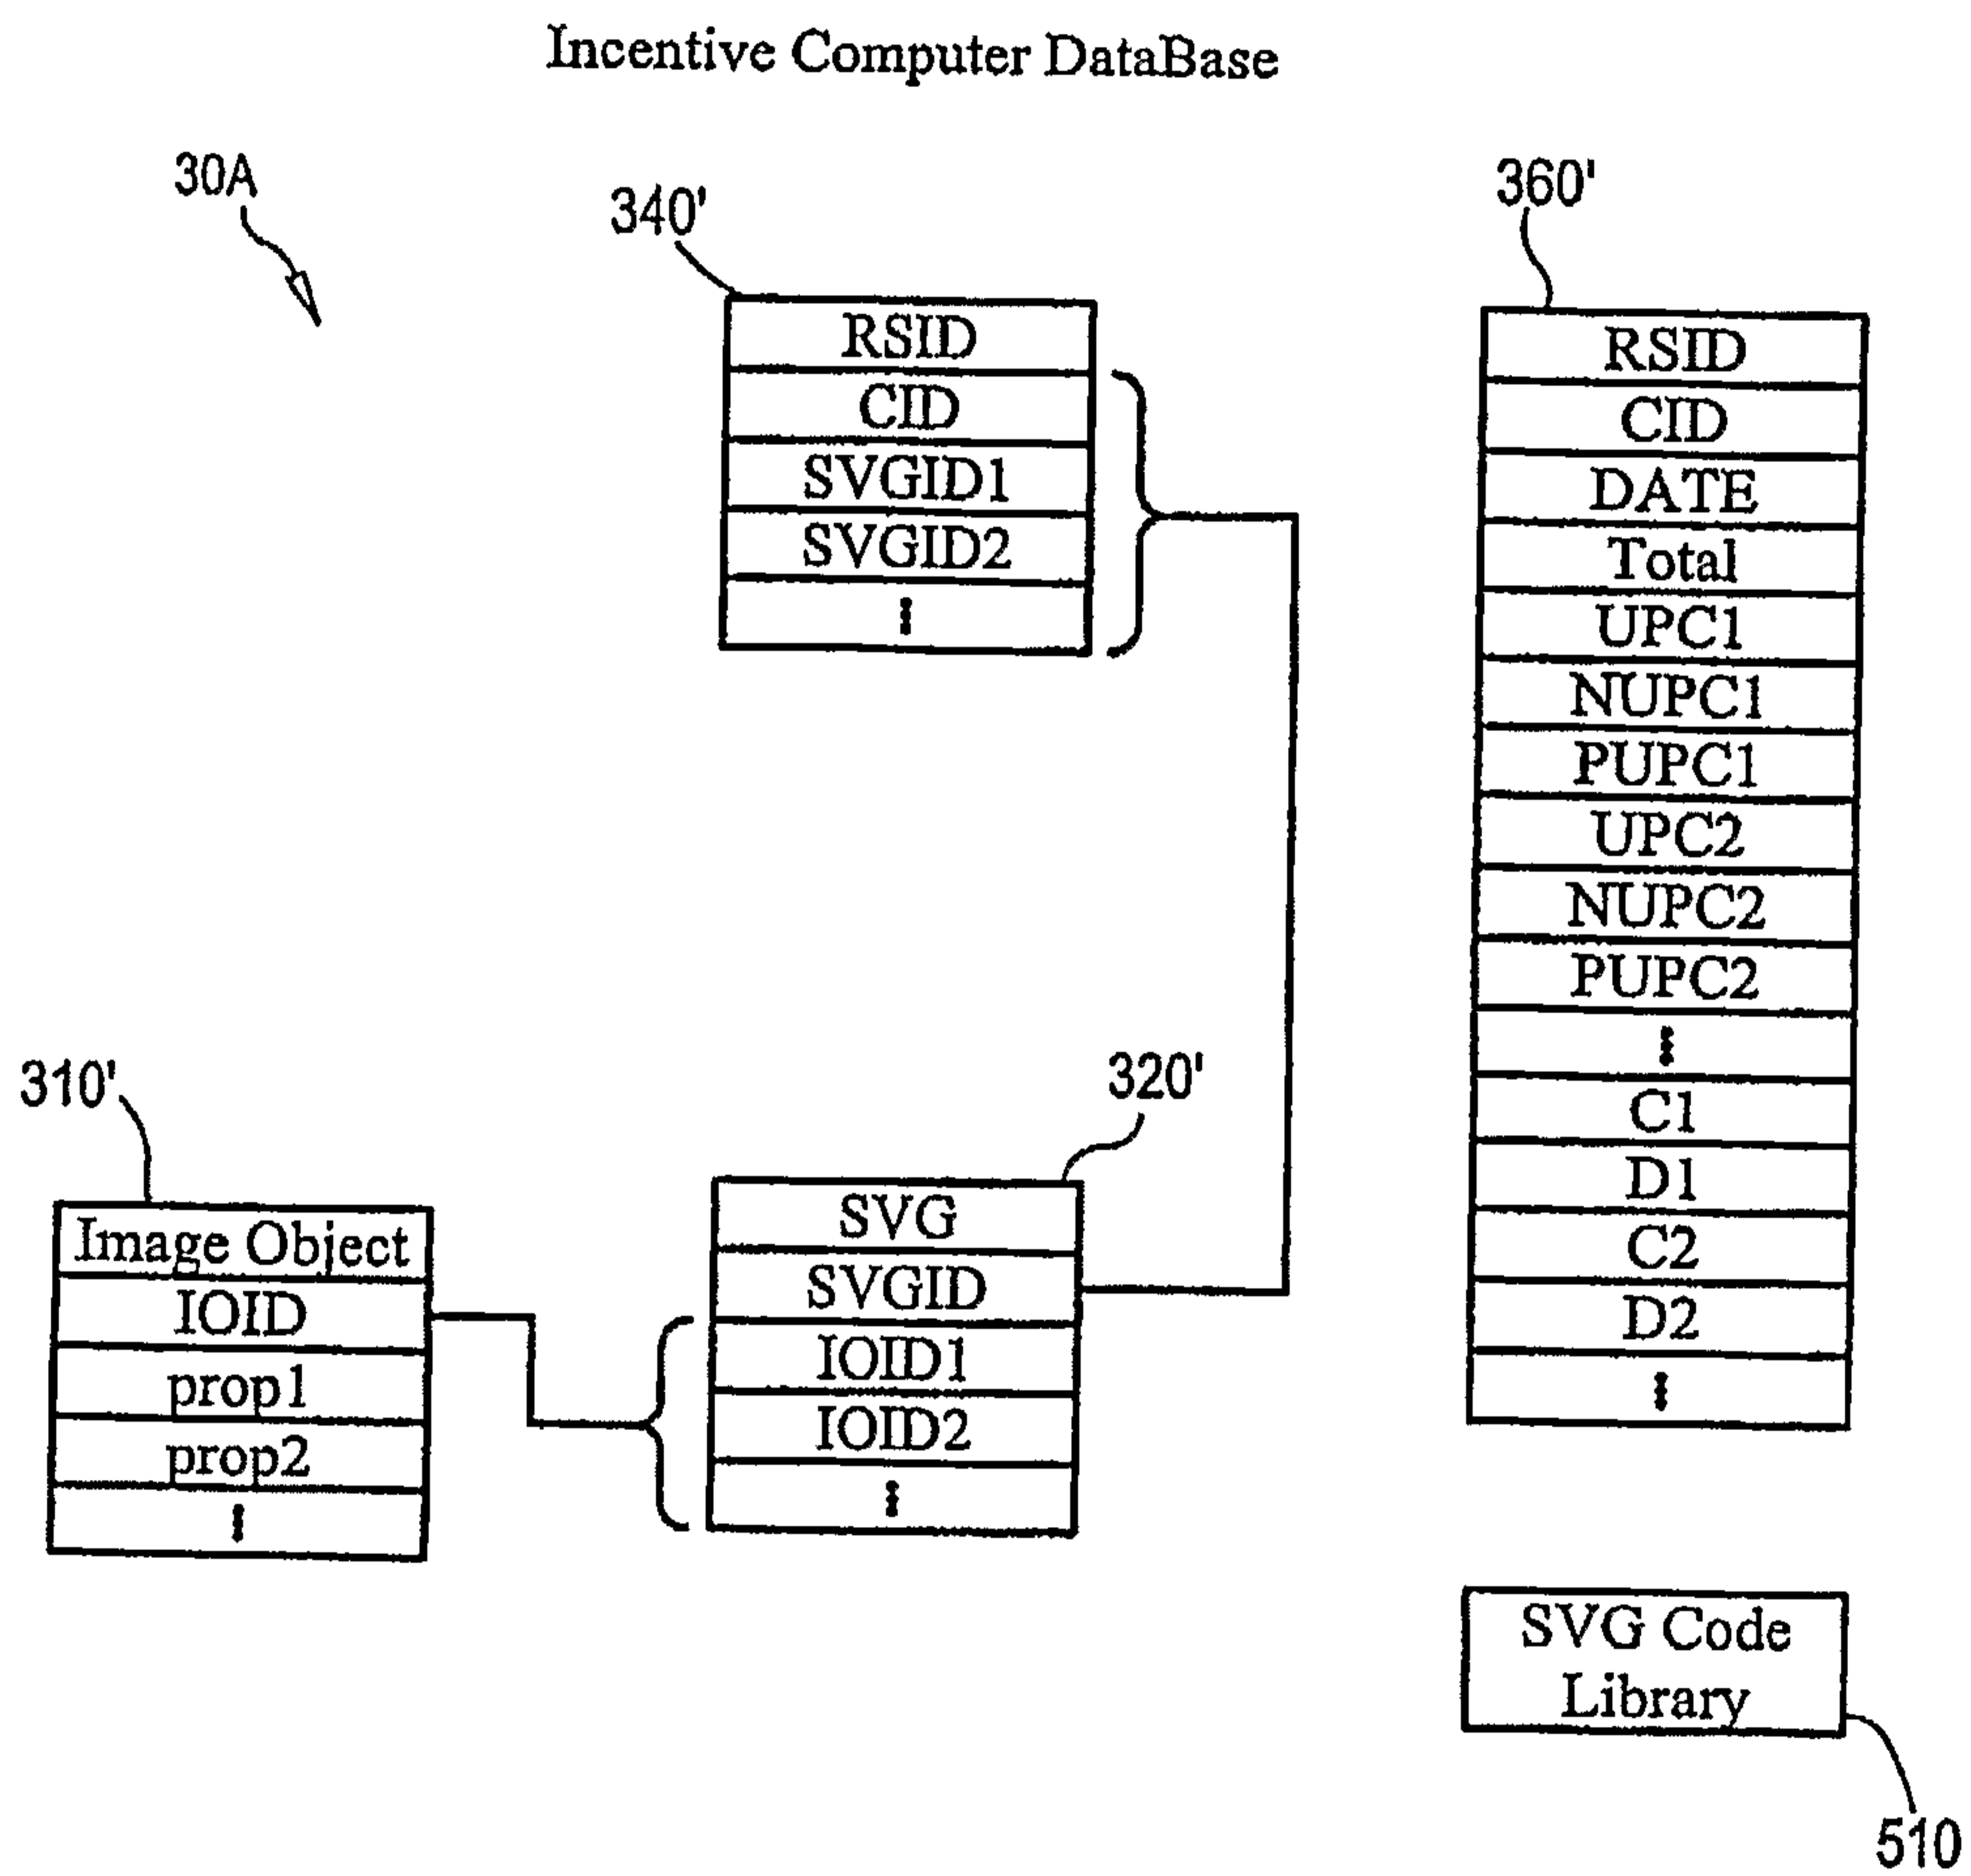 Incentive Computer DataBase
30A
340'
RSID
CID
SVGID1
SVGID2
360'
RSID
CID
DATE
Total
UPC1
NUPC1
PUPC1
UPC2
NUPC2
PUPC2
C1
D1
C2
D2
310'
Image Object
IOID
prop1
prop2
320'
SVG
SVGID
IOID1
IOID2
SVG Code
Library
510